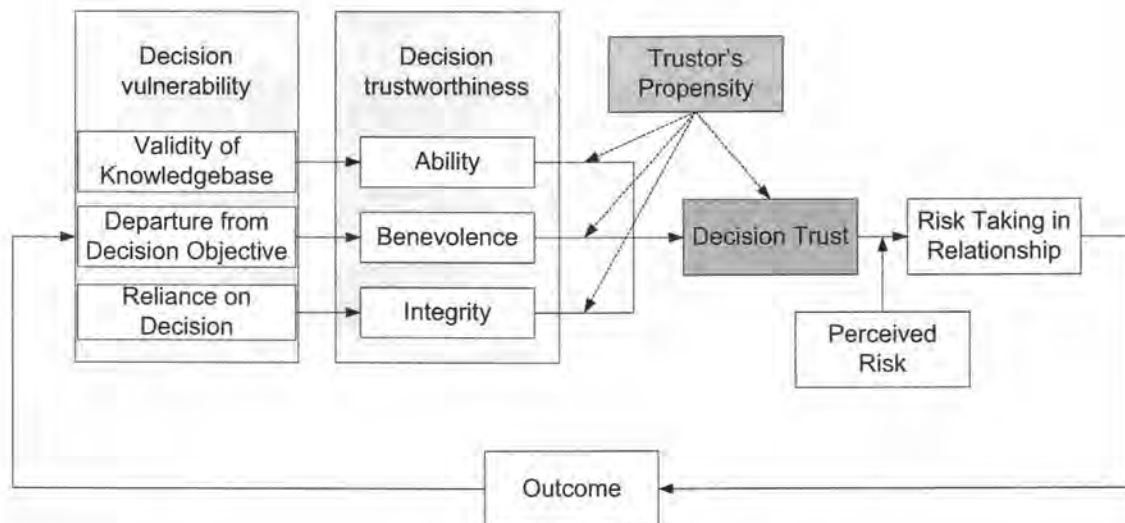 Decision
vulnerability
Validity of
Knowledgebase
Departure from
Decision Objective
Reliance on
Decision
Decision
trustworthiness
Ability
Benevolence
Integrity
Trustor's
Propensity
Decision Trust
Risk Taking in
Relationship
Perceived
Risk
Outcome